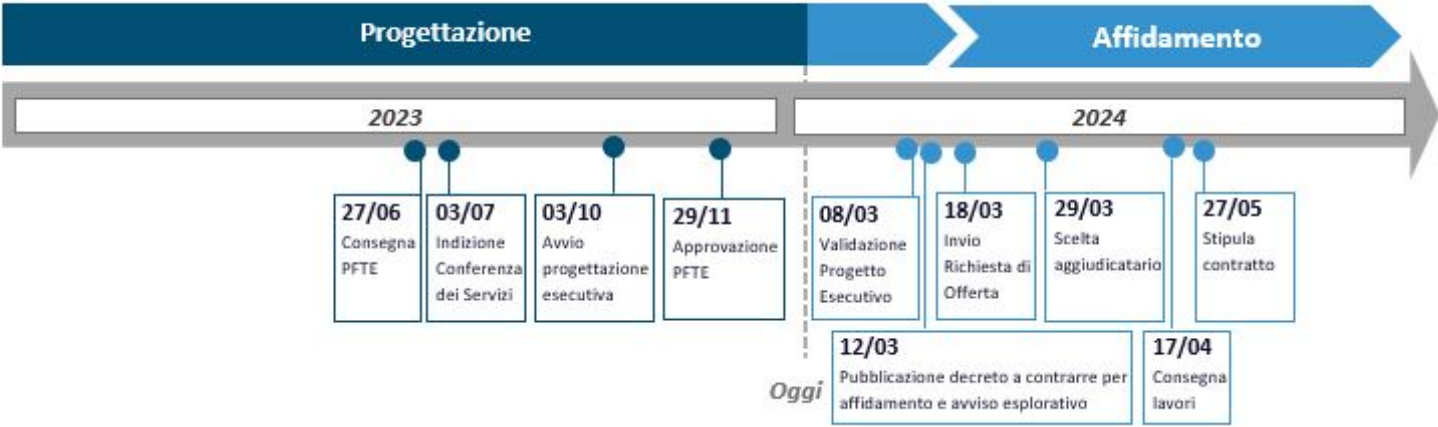 Progettazione
Affidamento
2023
2024
27/06
Consegna
PFTE
03/07
Indizione
Conferenza
dei Servizi
03/10
Avvio
progettazione
esecutiva
29/11
Approvazione
PFTE
08/03
Validazione
Progetto
Esecutivo
18/03
Invio
Richiesta di
Offerta
29/03
Scelta
aggiudicatario
27/05
Stipula
contratto
Oggi
12/03
Pubblicazione decreto a contrarre per
affidamento e avviso esplorativo
17/04
Consegna
lavori